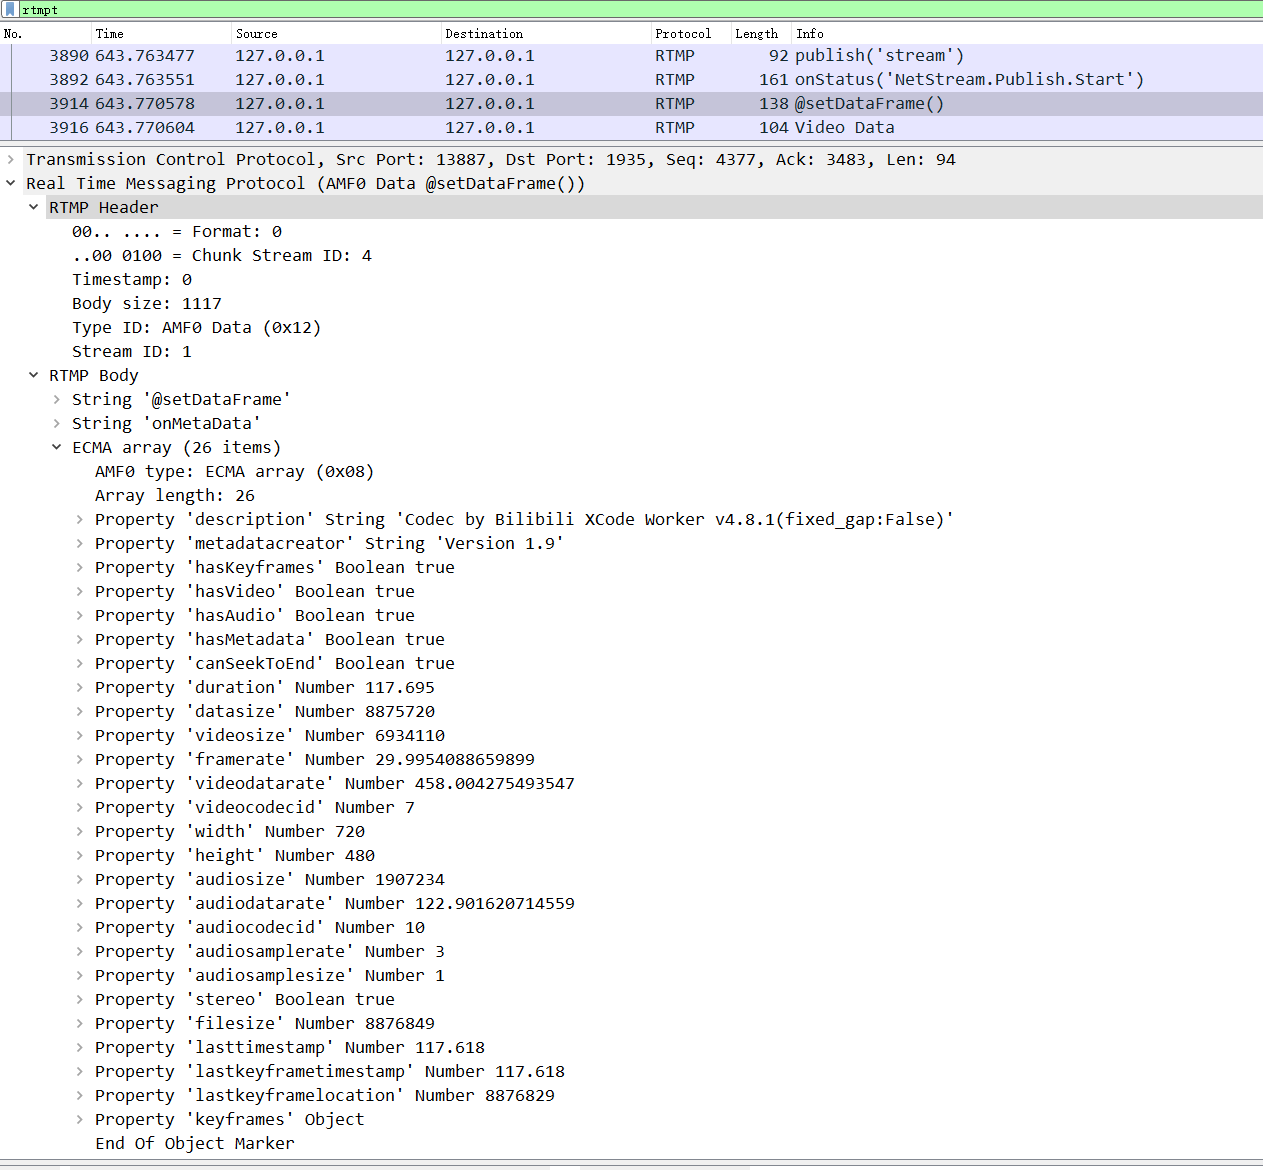 rtmpt
No. Time Source Destination Protocol Length Info
3890 643.763477 127.0.0.1 127.0.0.1 RTMP 92 publish('stream')
3892 643.763551 127.0.0.1 127.0.0.1 RTMP 161 onStatus('NetStream.Publish.Start')
3914 643.770578 127.0.0.1 127.0.0.1 RTMP 138 @setDataFrame()
3916 643.770604 127.0.0.1 127.0.0.1 RTMP 104 Video Data
Transmission Control Protocol, Src Port: 13887, Dst Port: 1935, Seq: 4377, Ack: 3483, Len: 94
Real Time Messaging Protocol (AMF0 Data @setDataFrame())
RTMP Header
00.. .... = Format: 0
..00 0100 = Chunk Stream ID: 4
Timestamp: 0
Body size: 1117
Type ID: AMF0 Data (0x12)
Stream ID: 1
RTMP Body
String '@setDataFrame'
String 'onMetaData'
ECMA array (26 items)
AMF0 type: ECMA array (0x08)
Array length: 26
Property 'description' String 'Codec by Bilibili XCode Worker v4.8.1(fixed_gap:False)'
Property 'metadatacreator' String 'Version 1.9'
Property 'hasKeyframes' Boolean true
Property 'hasVideo' Boolean true
Property 'hasAudio' Boolean true
Property 'hasMetadata' Boolean true
Property 'canSeekToEnd' Boolean true
Property 'duration' Number 117.695
Property 'datasize' Number 8875720
Property 'videosize' Number 6934110
Property 'framerate' Number 29.9954088659899
Property 'videodatarate' Number 458.004275493547
Property 'videocodecid' Number 7
Property 'width' Number 720
Property 'height' Number 480
Property 'audiosize' Number 1907234
Property 'audiodatarate' Number 122.901620714559
Property 'audiocodecid' Number 10
Property 'audiosamplerate' Number 3
Property 'audiosamplesize' Number 1
Property 'stereo' Boolean true
Property 'filesize' Number 8876849
Property 'lasttimestamp' Number 117.618
Property 'lastkeyframetimestamp' Number 117.618
Property 'lastkeyframelocation' Number 8876829
Property 'keyframes' Object
End Of Object Marker